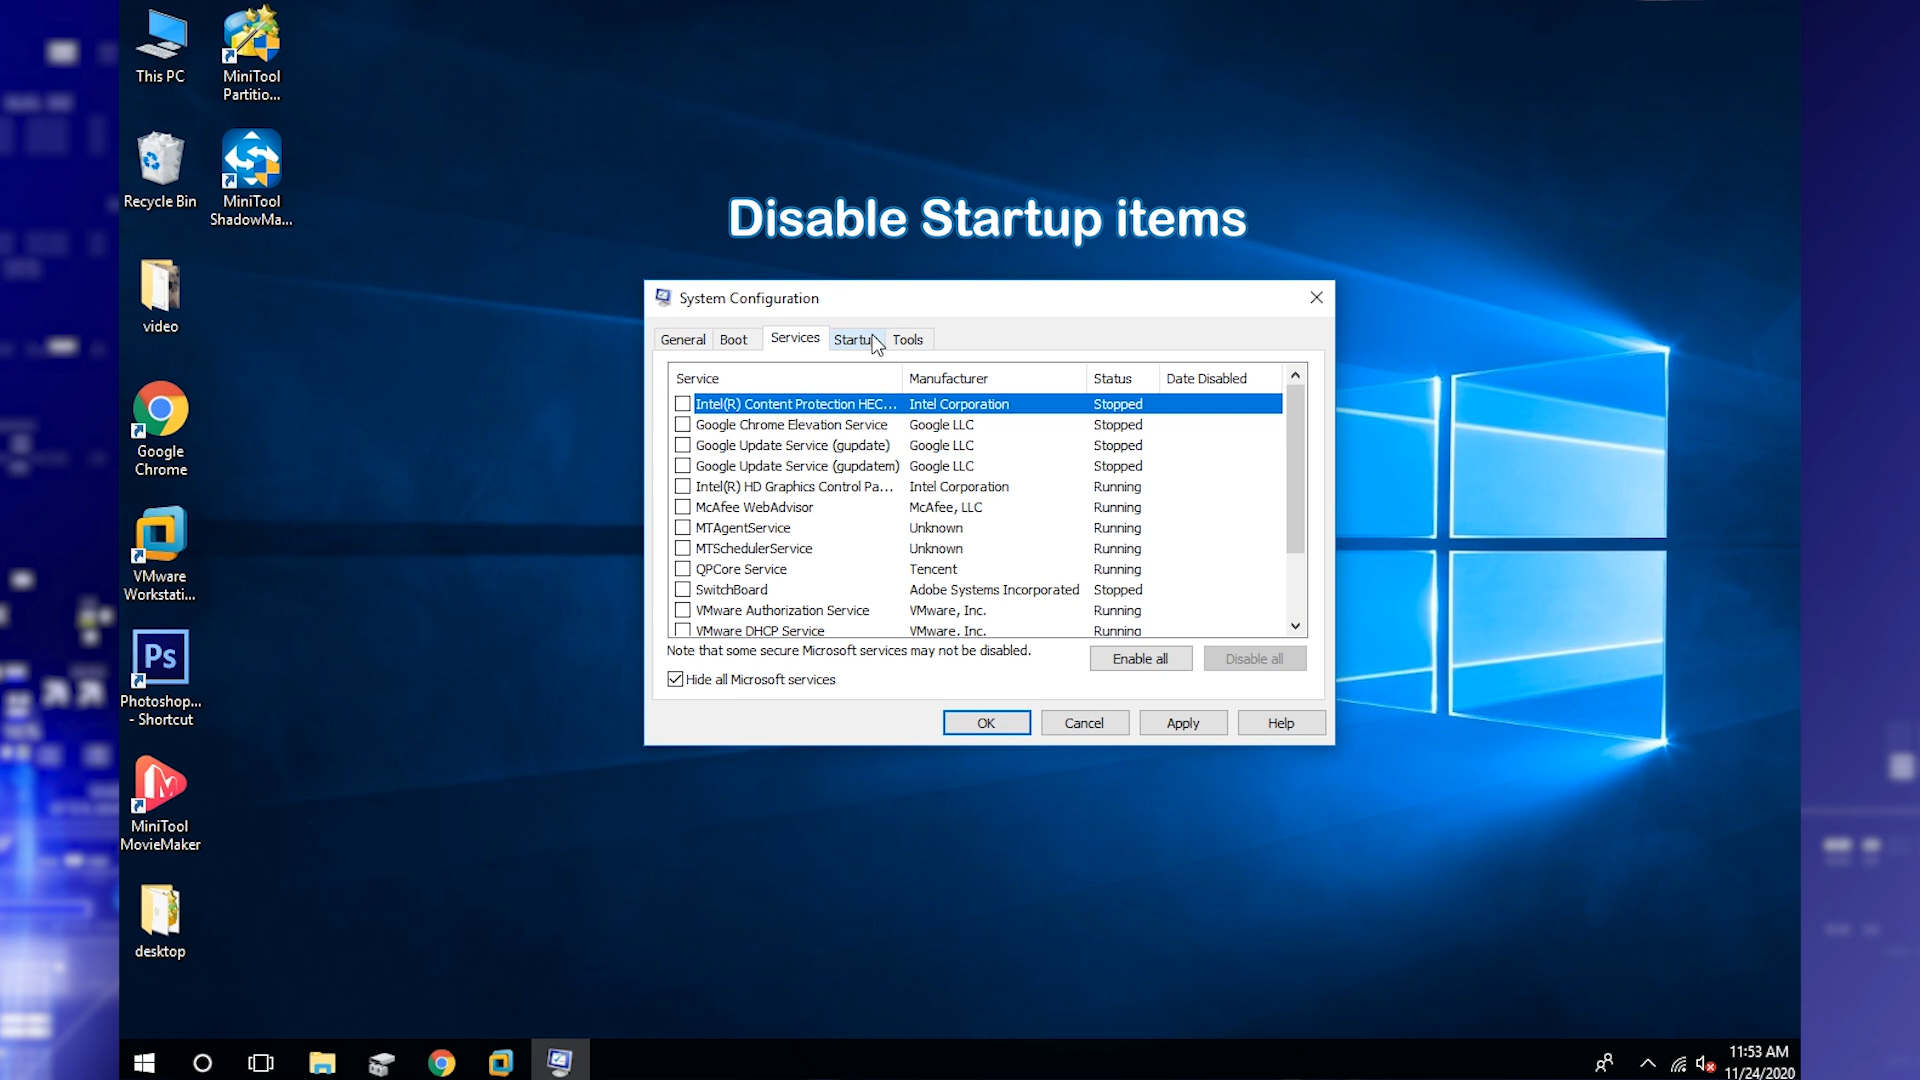 This PC
MiniTool
Partitio...
Recycle Bin
MiniTool
ShadowMa...
video
Google
Chrome
VMware
Workstati...
Ps
Photoshop...
- Shortcut
MiniTool
MovieMaker
desktop
Disable Startup items
System Configuration
General Boot Services Startu Tools
Service Manufacturer Status Date Disabled
Intel(R) Content Protection HEC... Intel Corporation Stopped
Google Chrome Elevation Service Google LLC Stopped
Google Update Service (gupdate) Google LLC Stopped
Google Update Service (gupdatem) Google LLC Stopped
Intel(R) HD Graphics Control Pa... Intel Corporation Running
McAfee WebAdvisor McAfee, LLC Running
MTAgentService Unknown Running
MTSchedulerService Unknown Running
QPCore Service Tencent Running
SwitchBoard Adobe Systems Incorporated Stopped
VMware Authorization Service VMware, Inc. Running
VMware DHCP Service VMware, Inc. Running
Note that some secure Microsoft services may not be disabled.
Enable all Disable all
Hide all Microsoft services
OK Cancel Apply Help
11:53 AM
11/24/2020